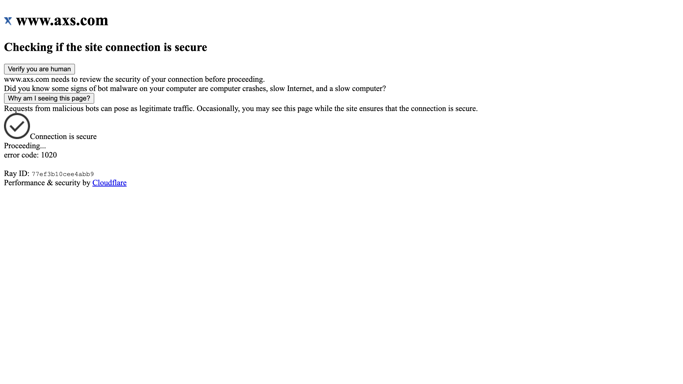 www.axs.com
Checking if the site connection is secure
Verify you are human
www.axs.com needs to review the security of your connection before proceeding.
Did you know some signs of bot malware on your computer are computer crashes, slow Internet, and a slow computer?
Why am I seeing this page?
Requests from malicious bots can pose as legitimate traffic. Occasionally, you may see this page while the site ensures that the connection is secure.
Connection is secure
Proceeding...
error code: 1020
Ray ID: 77ef3b10cee4abb9
Performance & security by Cloudflare